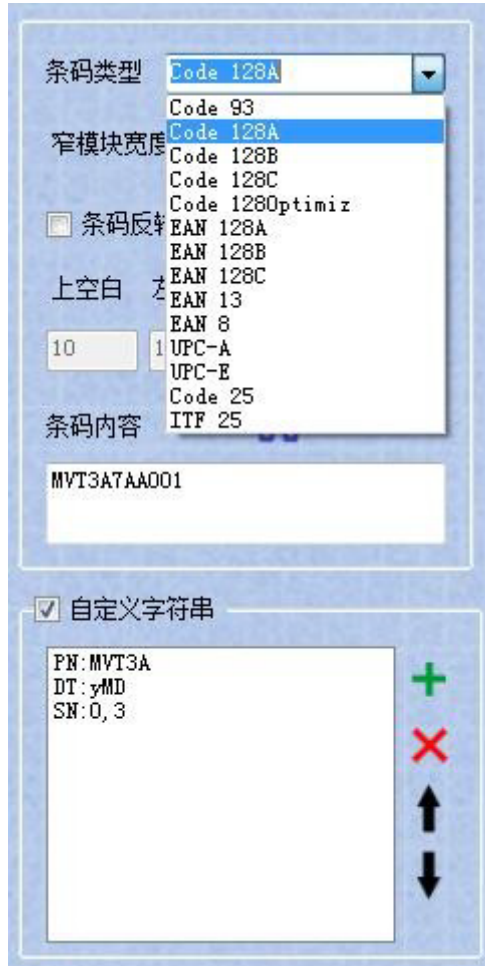 条码类型 Code 128A
Code 93
Code 128A
窄模块宽度
Code 128B
Code 128C
Code 128Optimiz
条码反转
EAN 128A
EAN 128B
EAN 128C
上空白
EAN 13
EAN 8
10
UPC-A
UPC-E
Code 25
ITF 25
条码内容
MVT3A7AA001
自定义字符串
PN:MVT3A
DT:yMD
SN:0,3